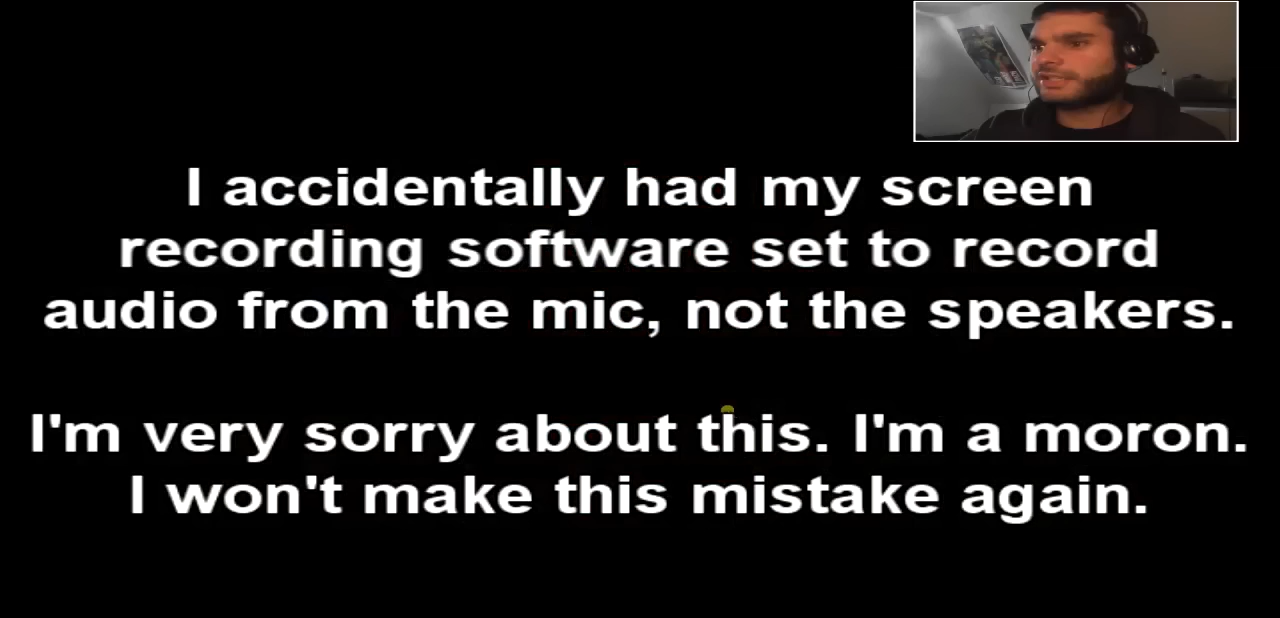 I accidentally had my screen
recording software set to record
audio from the mic, not the speakers.
I'm very sorry about this. I'm a moron.
I won't make this mistake again.